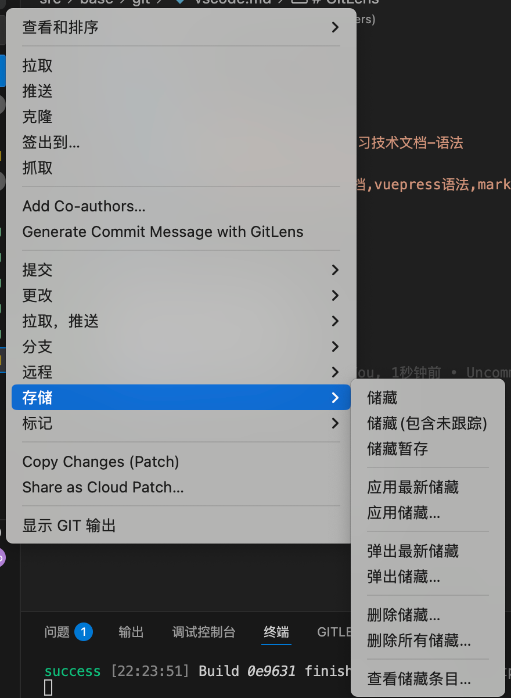 src > base > git > vscode.md > # GitLens
查看和排序
拉取
推送
克隆
签出到...
习技术文档-语法
抓取
档,vuepress语法,mark
Add Co-authors...
Generate Commit Message with GitLens
提交
更改
拉取，推送
分支
远程
ou, 1秒钟前 • Uncomm
存储
标记
Copy Changes (Patch)
Share as Cloud Patch...
显示 GIT 输出
储藏
储藏(包含未跟踪)
储藏暂存
应用最新储藏
应用储藏...
弹出最新储藏
弹出储藏...
删除储藏...
删除所有储藏...
查看储藏条目...
问题 1 输出 调试控制台 终端 GITLE
success [22:23:51] Build 0e9631 finish